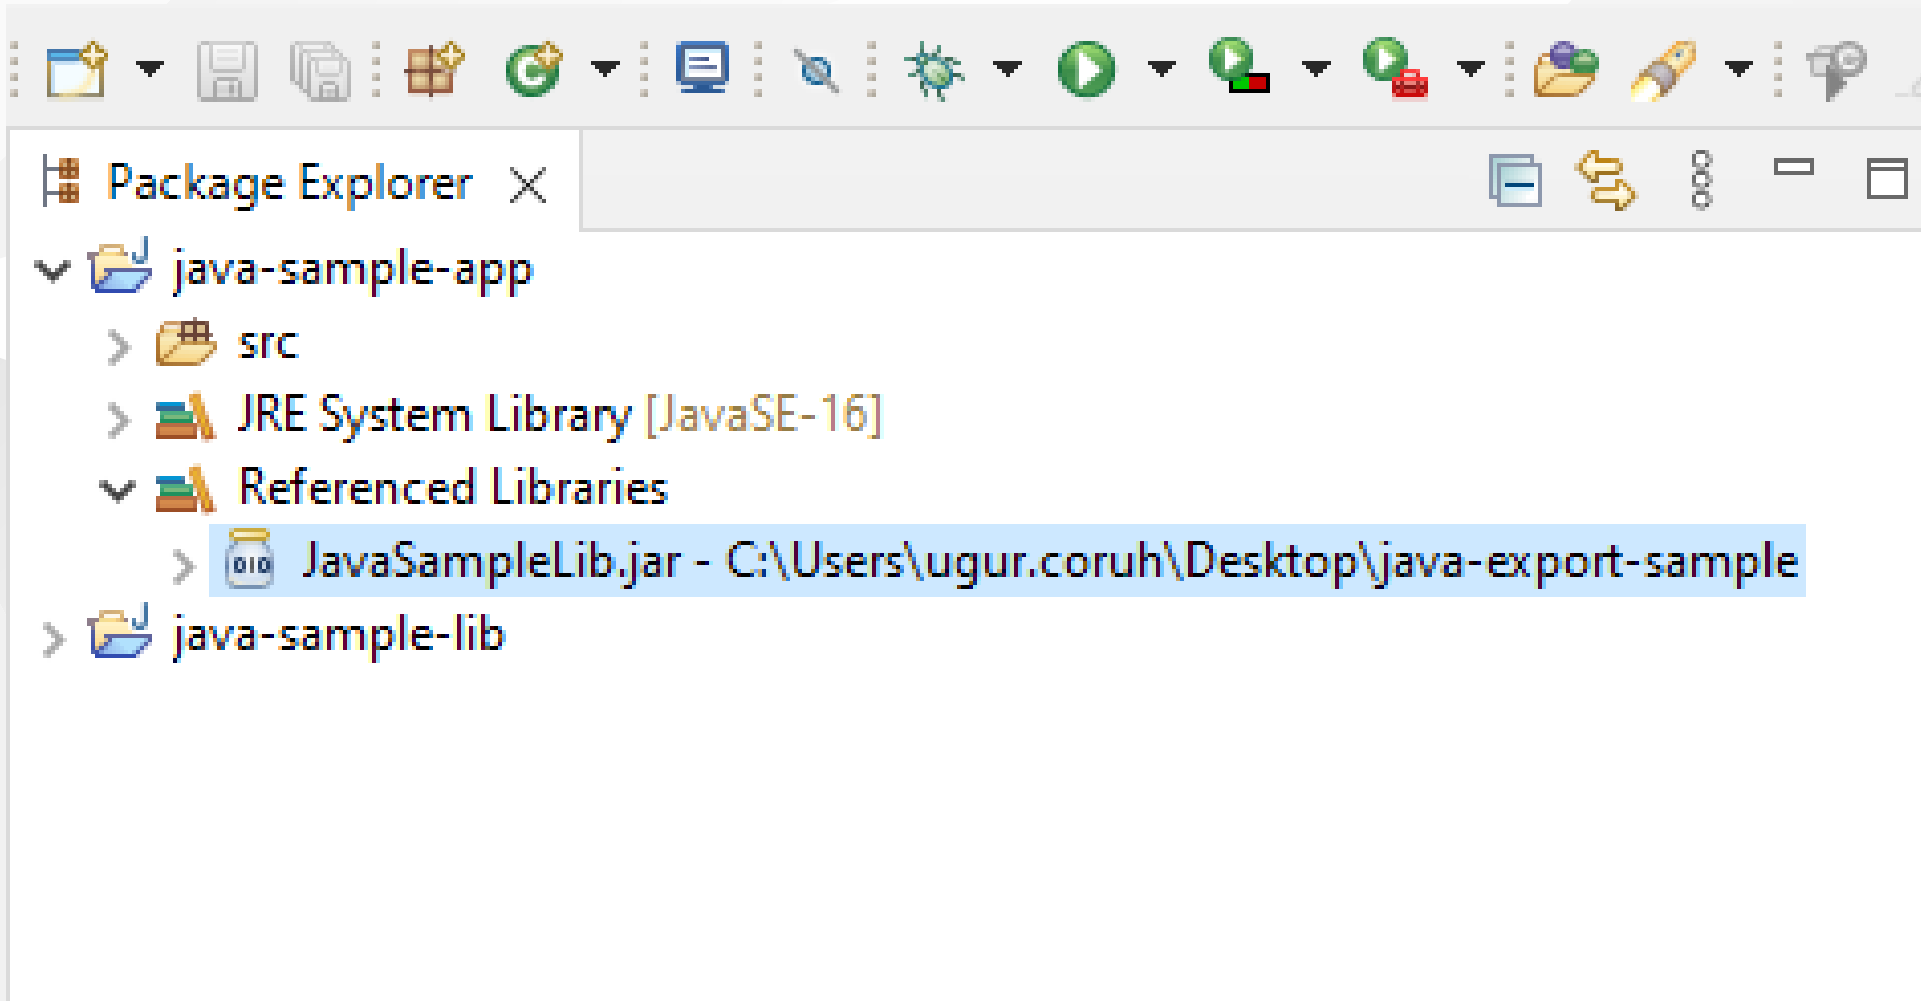 Package Explorer
java-sample-app
src
JRE System Library [JavaSE-16]
Referenced Libraries
JavaSampleLib.jar - C:\Users\ugur.coruh\Desktop\java-export-sample
java-sample-lib